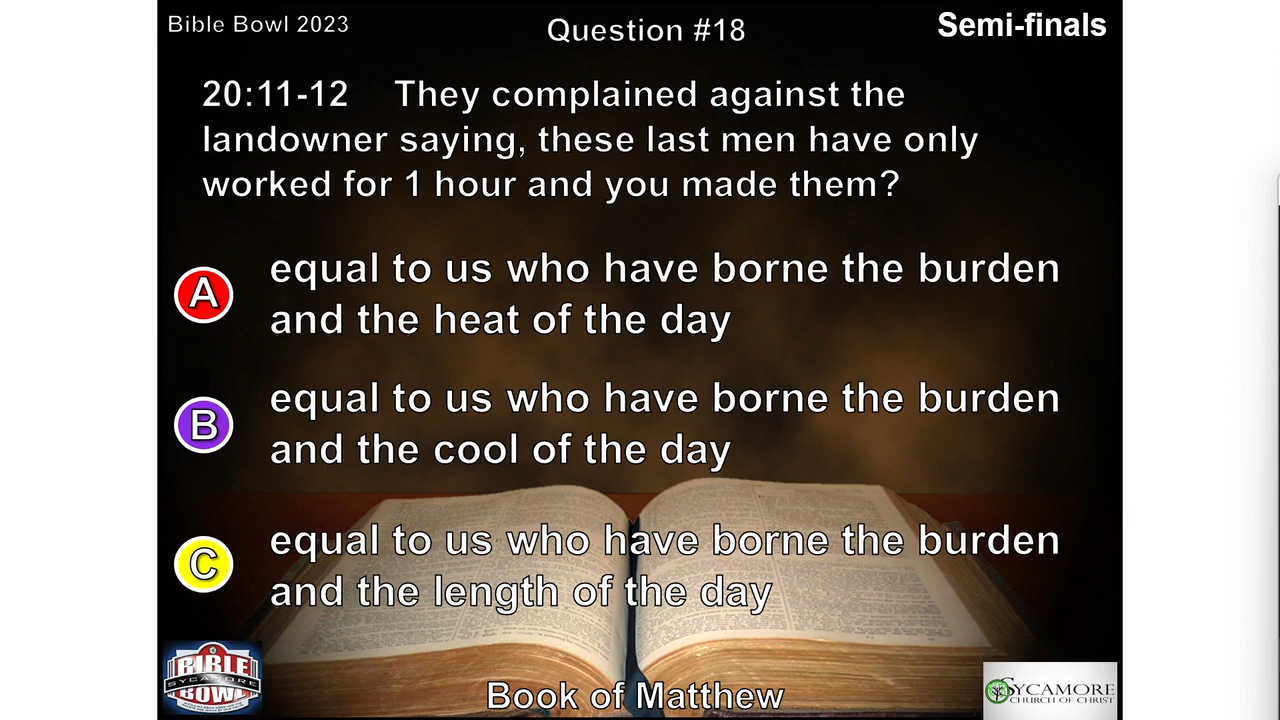 Bible Bowl 2023
Question #18
Semi-finals
20:11-12 They complained against the
landowner saying, these last men have only
worked for 1 hour and you made them?
A
equal to us who have borne the burden
and the heat of the day
B
equal to us who have borne the burden
and the cool of the day
C
equal to us who have borne the burden
and the length of the day
BIBLE
SYCAMORE
BOWL
Book of Matthew
SYCAMORE
CHURCH OF CHRIST